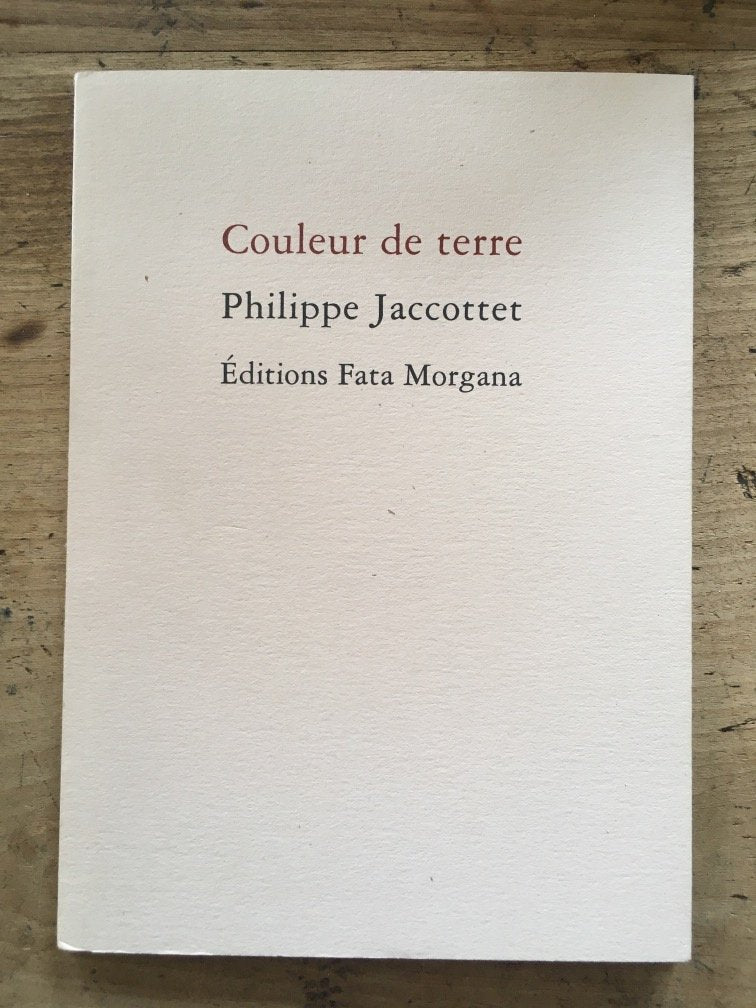 Couleur de terre
Philippe Jaccottet
Éditions Fata Morgana